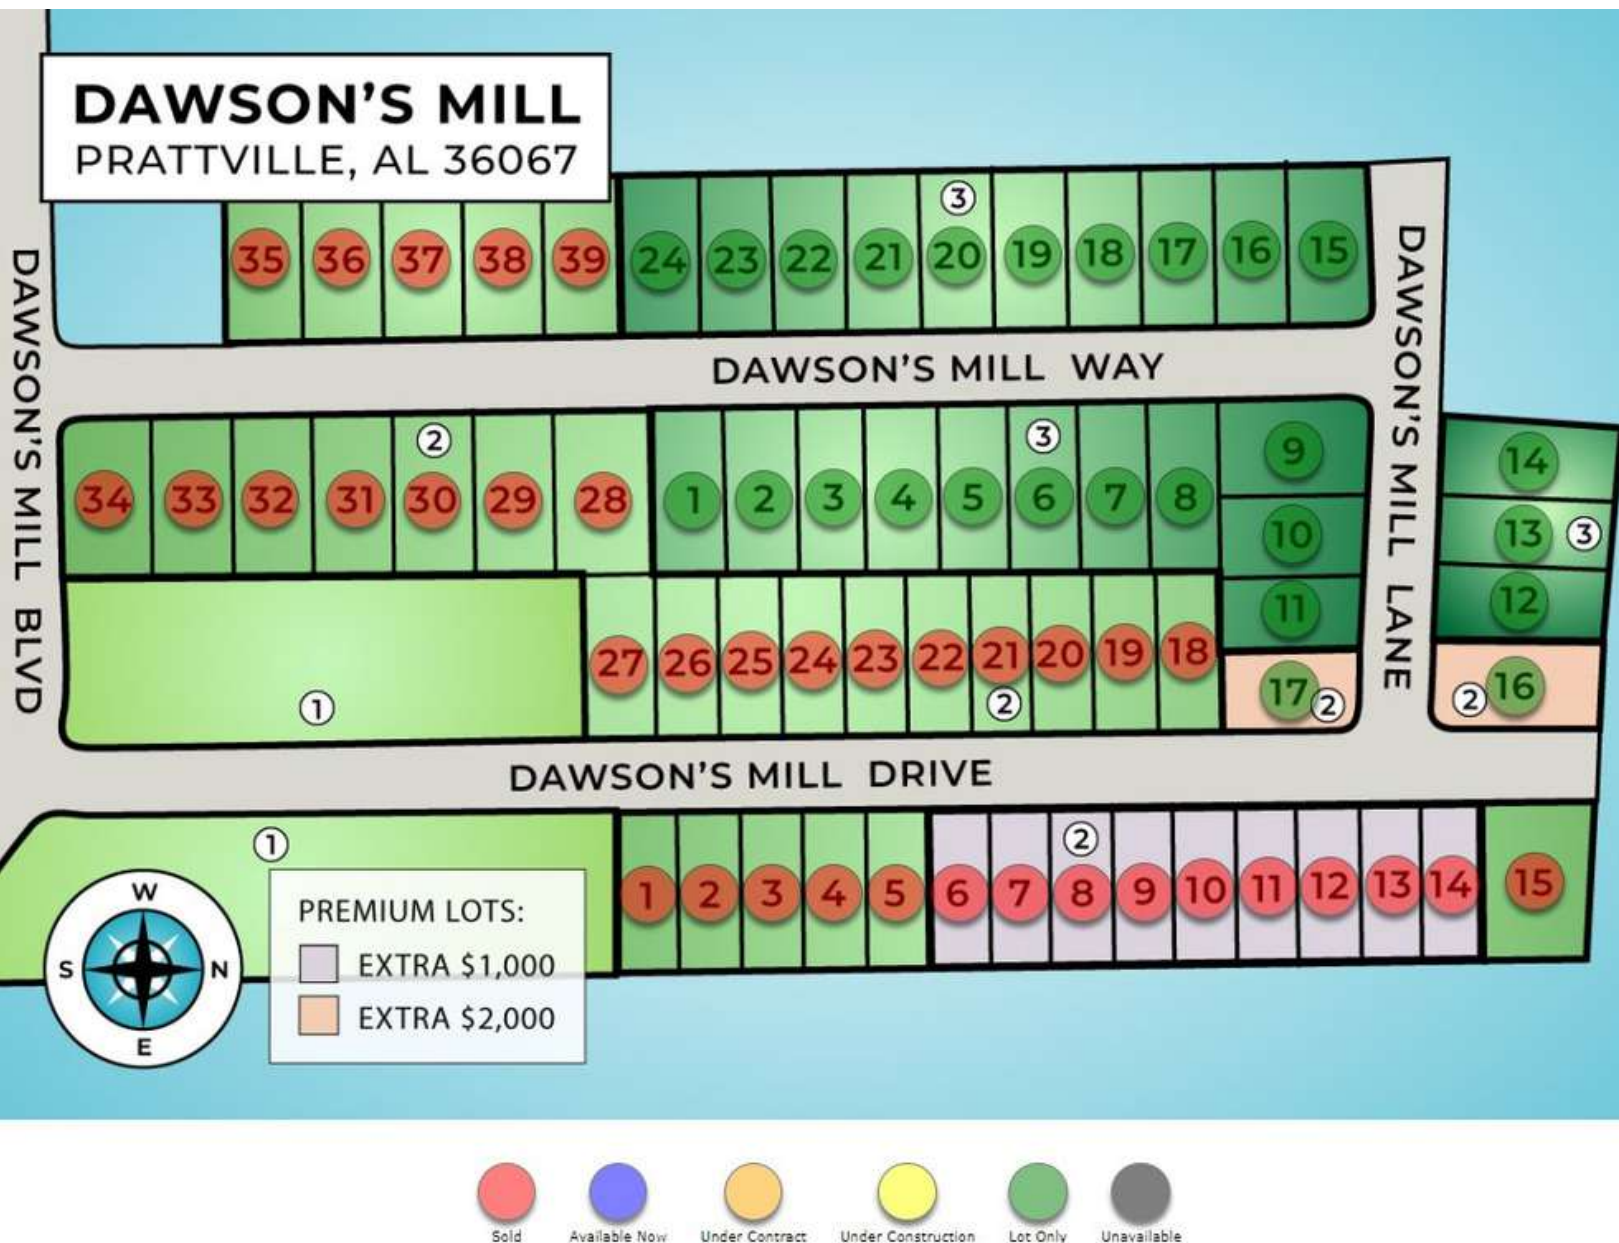 DAWSON'S MILL
PRATTVILLE, AL 36067
3
35 36 37 38 39 24 23 22 21 20 19 18 17 16 15
DAWSON'S MILL BLVD
DAWSON'S MILL WAY
DAWSON'S MILL LANE
2 3
34 33 32 31 30 29 28 1 2 3 4 5 6 7 8
9
10
11
14
13 3
12
27 26 25 24 23 22 21 20 19 18
2
1
17 2
2 16
DAWSON'S MILL DRIVE
1
2
1 2 3 4 5 6 7 8 9 10 11 12 13 14 15
W
S N
E
PREMIUM LOTS:
EXTRA $1,000
EXTRA $2,000
Sold Available Now Under Contract Under Construction Lot Only Unavailable